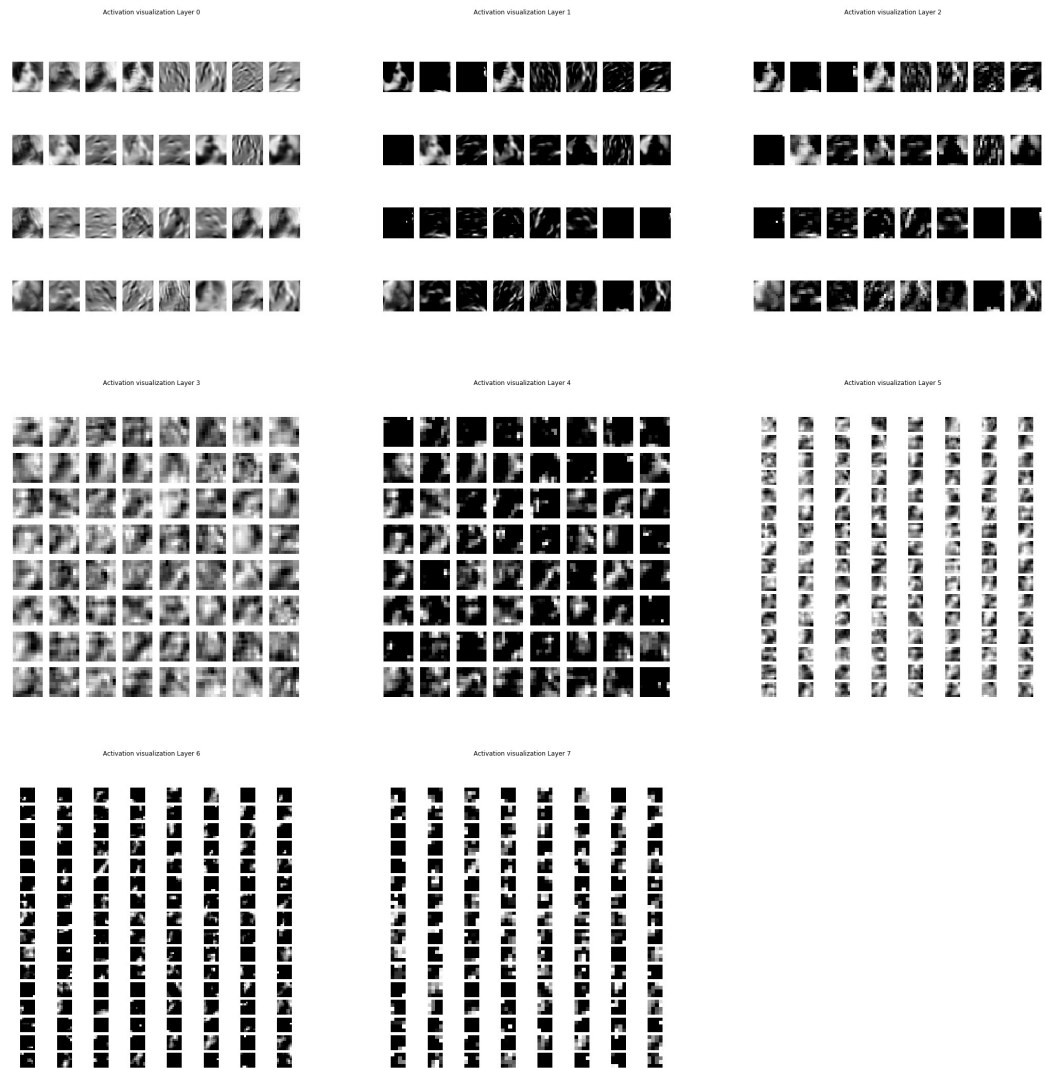 Activation visualization Layer 0
Activation visualization Layer 1
Activation visualization Layer 2
Activation visualization Layer 3
Activation visualization Layer 4
Activation visualization Layer 5
Activation visualization Layer 6
Activation visualization Layer 7